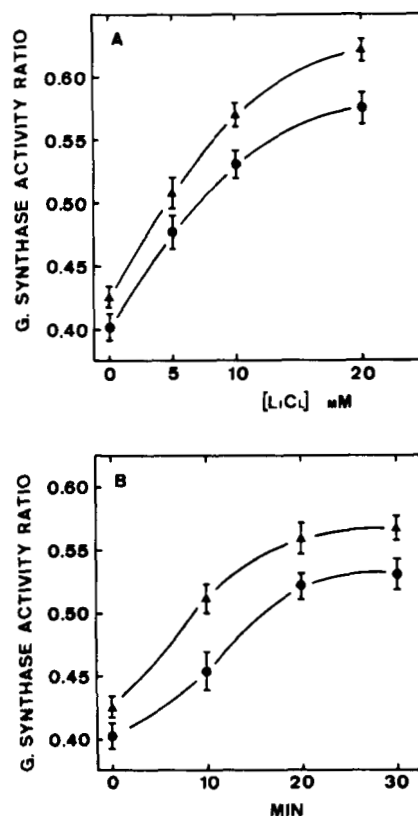 A
G. SYNTHASE ACTIVITY RATIO
0.60
0.55
0.50
0.45
0.40
0 5 10 20
[LiCL] mM
B
G. SYNTHASE ACTIVITY RATIO
0.60
0.55
0.50
0.45
0.40
0 10 20 30
MIN